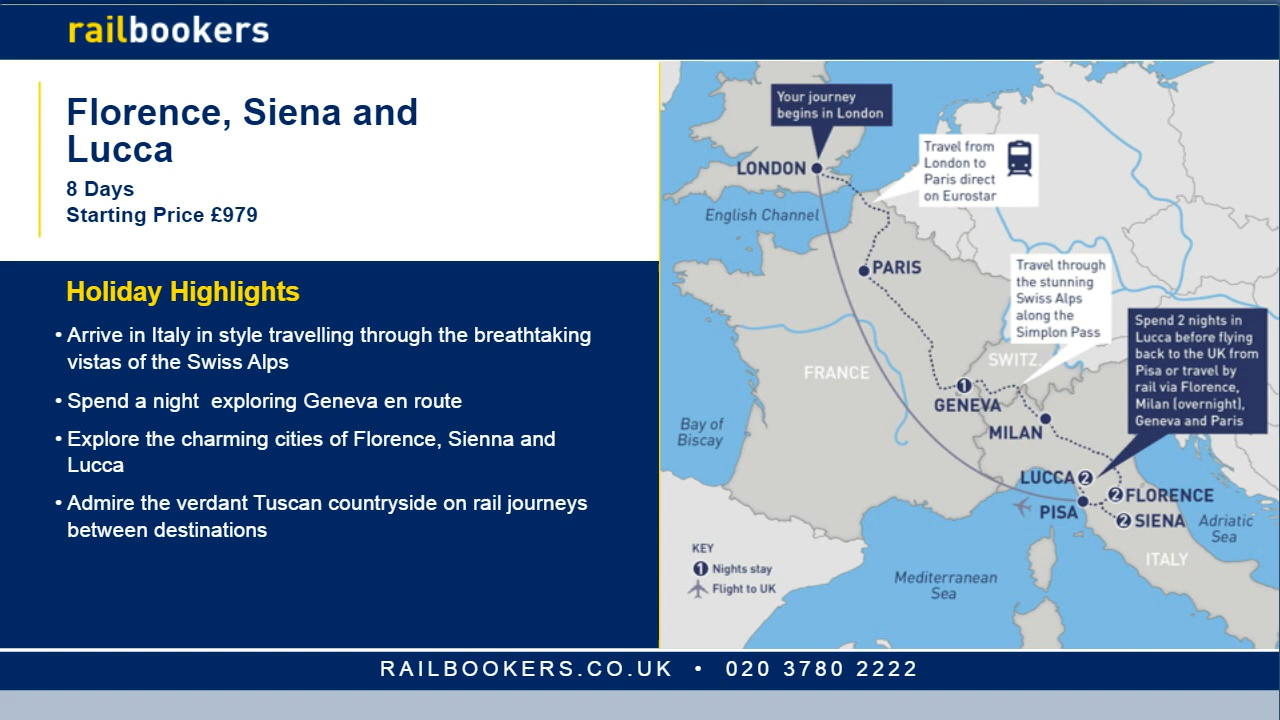 railbookers
Florence, Siena and
Lucca
8 Days
Starting Price £979
Holiday Highlights
• Arrive in Italy in style travelling through the breathtaking
vistas of the Swiss Alps
• Spend a night  exploring Geneva en route
• Explore the charming cities of Florence, Sienna and
Lucca
• Admire the verdant Tuscan countryside on rail journeys
between destinations
Your journey
begins in London
LONDON
Travel from
London to
Paris direct
on Eurostar
English Channel
PARIS
Travel through
the stunning
Swiss Alps
along the
Simplon Pass
Spend 2 nights in
Lucca before flying
back to the UK from
Pisa or travel by
rail via Florence,
Milan (overnight),
Geneva and Paris
FRANCE
SWITZ.
1
GENEVA
MILAN
Bay of
Biscay
LUCCA 2
2 FLORENCE
PISA
2 SIENA
Adriatic
Sea
ITALY
Mediterranean
Sea
KEY
1 Nights stay
Flight to UK
RAILBOOKERS.CO.UK • 020 3780 2222